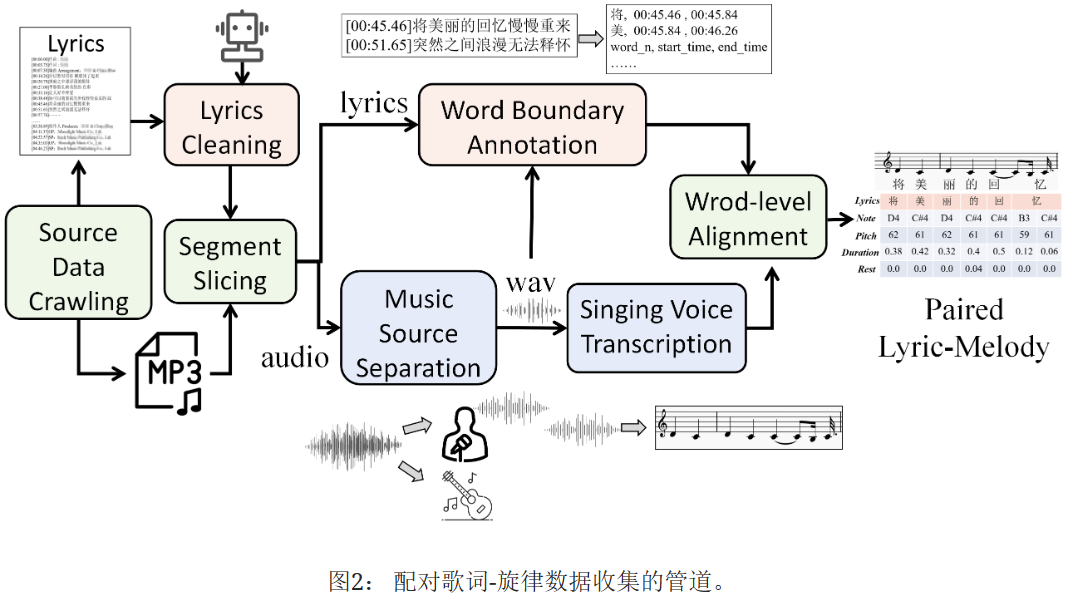 Lyrics
Lyrics
Cleaning
Source
Data
Crawling
MP3
Segment
Slicing
lyrics
audio
[00:45.46]将美丽的回忆慢慢重来
[00:51.65]突然之间浪漫无法释怀
将, 00:45.46 , 00:45.84
美, 00:45.84 , 00:46.26
word_n, start_time, end_time
……
Word Boundary
Annotation
Music
Source
Separation
wav
Singing Voice
Transcription
Wrod-level
Alignment
将 美 丽 的 回 忆
Lyrics 将 美 丽 的 回 忆
Note D4 C#4 D4 C#4 C#4 B3 C#4
Pitch 62 61 62 61 61 59 61
Duration 0.38 0.42 0.32 0.4 0.5 0.12 0.06
Rest 0.0 0.0 0.0 0.04 0.0 0.0 0.0
Paired
Lyric-Melody
图2： 配对歌词-旋律数据收集的管道。